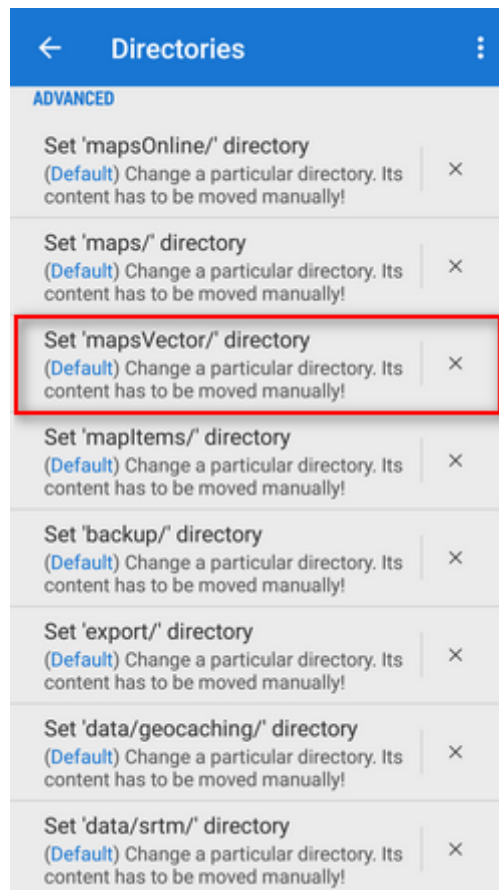 Directories
ADVANCED
Set 'mapsOnline/' directory
(Default) Change a particular directory. Its
content has to be moved manually!
Set 'maps/' directory
(Default) Change a particular directory. Its
content has to be moved manually!
Set 'mapsVector/' directory
(Default) Change a particular directory. Its
content has to be moved manually!
Set 'mapItems/' directory
(Default) Change a particular directory. Its
content has to be moved manually!
Set 'backup/' directory
(Default) Change a particular directory. Its
content has to be moved manually!
Set 'export/' directory
(Default) Change a particular directory. Its
content has to be moved manually!
Set 'data/geocaching/' directory
(Default) Change a particular directory. Its
content has to be moved manually!
Set 'data/srtm/' directory
(Default) Change a particular directory. Its
content has to be moved manually!